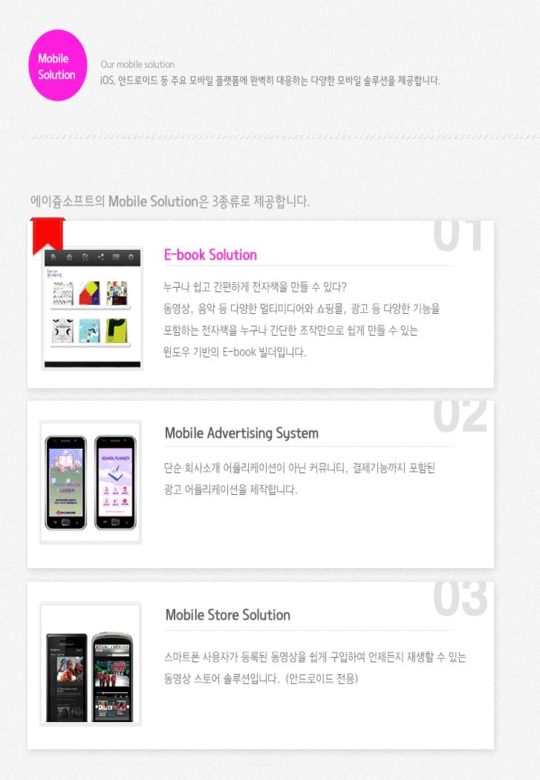 Mobile
Solution
Our mobile solution
iOS, 안드로이드 등 주요 모바일 플랫폼에 완벽히 대응하는 다양한 모바일 솔루션을 제공합니다.
에이쥼소프트의 Mobile Solution은 3종류로 제공합니다.
01
E-book Solution
누구나 쉽고 간편하게 전자책을 만들 수 있다?
동영상, 음악 등 다양한 멀티미디어와 쇼핑몰, 광고 등 다양한 기능을
포함하는 전자책을 누구나 간단한 조작만으로 쉽게 만들 수 있는
윈도우 기반의 E-book 빌더입니다.
02
Mobile Advertising System
단순 회사소개 어플리케이션이 아닌 커뮤니티, 결제기능까지 포함된
광고 어플리케이션을 제작합니다.
03
Mobile Store Solution
스마트폰 사용자가 등록된 동영상을 쉽게 구입하여 언제든지 재생할 수 있는
동영상 스토어 솔루션입니다. (안드로이드 전용)